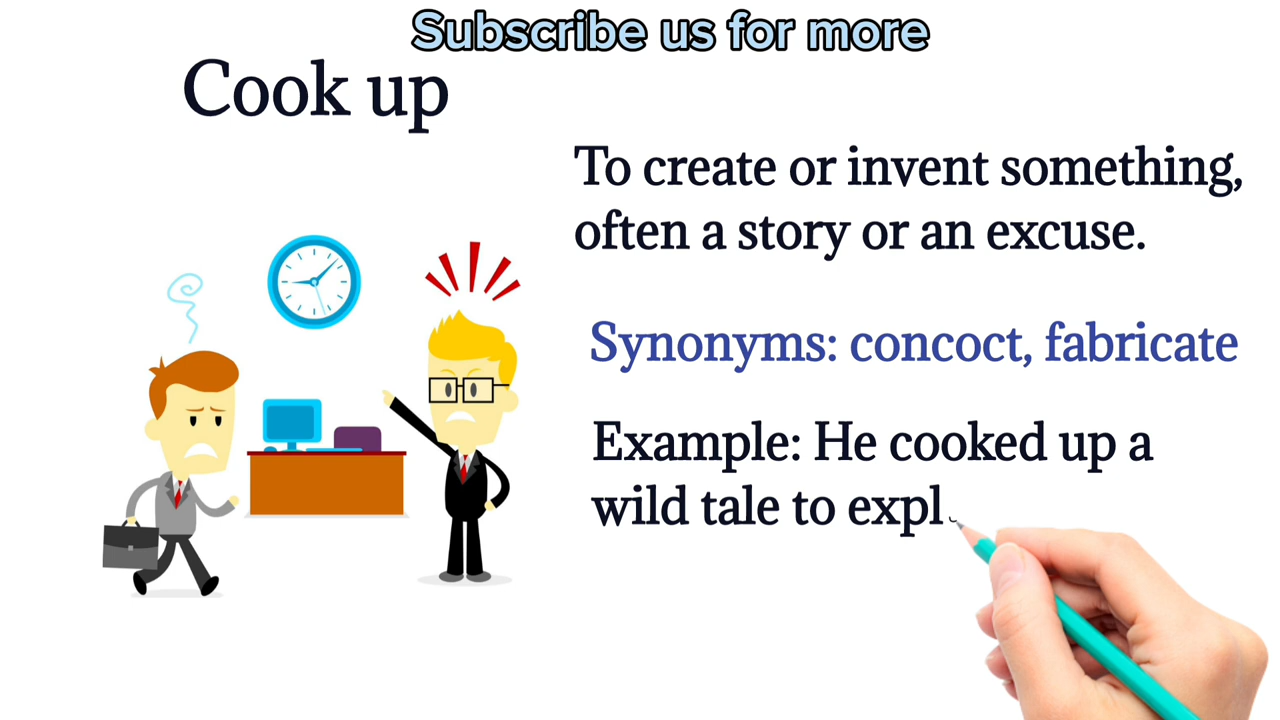 Subscribe us for more
Cook up
To create or invent something,
often a story or an excuse.
Synonyms: concoct, fabricate
Example: He cooked up a
wild tale to expl